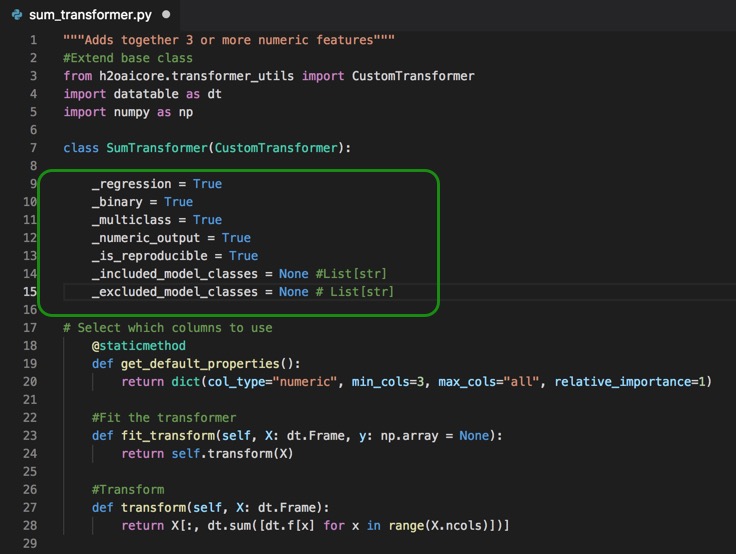 sum_transformer.py
1 """Adds together 3 or more numeric features"""
2 #Extend base class
3 from h2oaicore.transformer_utils import CustomTransformer
4 import datatable as dt
5 import numpy as np
6
7 class SumTransformer(CustomTransformer):
8
9 _regression = True
10 _binary = True
11 _multiclass = True
12 _numeric_output = True
13 _is_reproducible = True
14 _included_model_classes = None #List[str]
15 _excluded_model_classes = None # List[str]
16
17 # Select which columns to use
18 @staticmethod
19 def get_default_properties():
20 return dict(col_type="numeric", min_cols=3, max_cols="all", relative_importance=1)
21
22 #Fit the transformer
23 def fit_transform(self, X: dt.Frame, y: np.array = None):
24 return self.transform(X)
25
26 #Transform
27 def transform(self, X: dt.Frame):
28 return X[:, dt.sum([dt.f[x] for x in range(X.ncols)])]
29